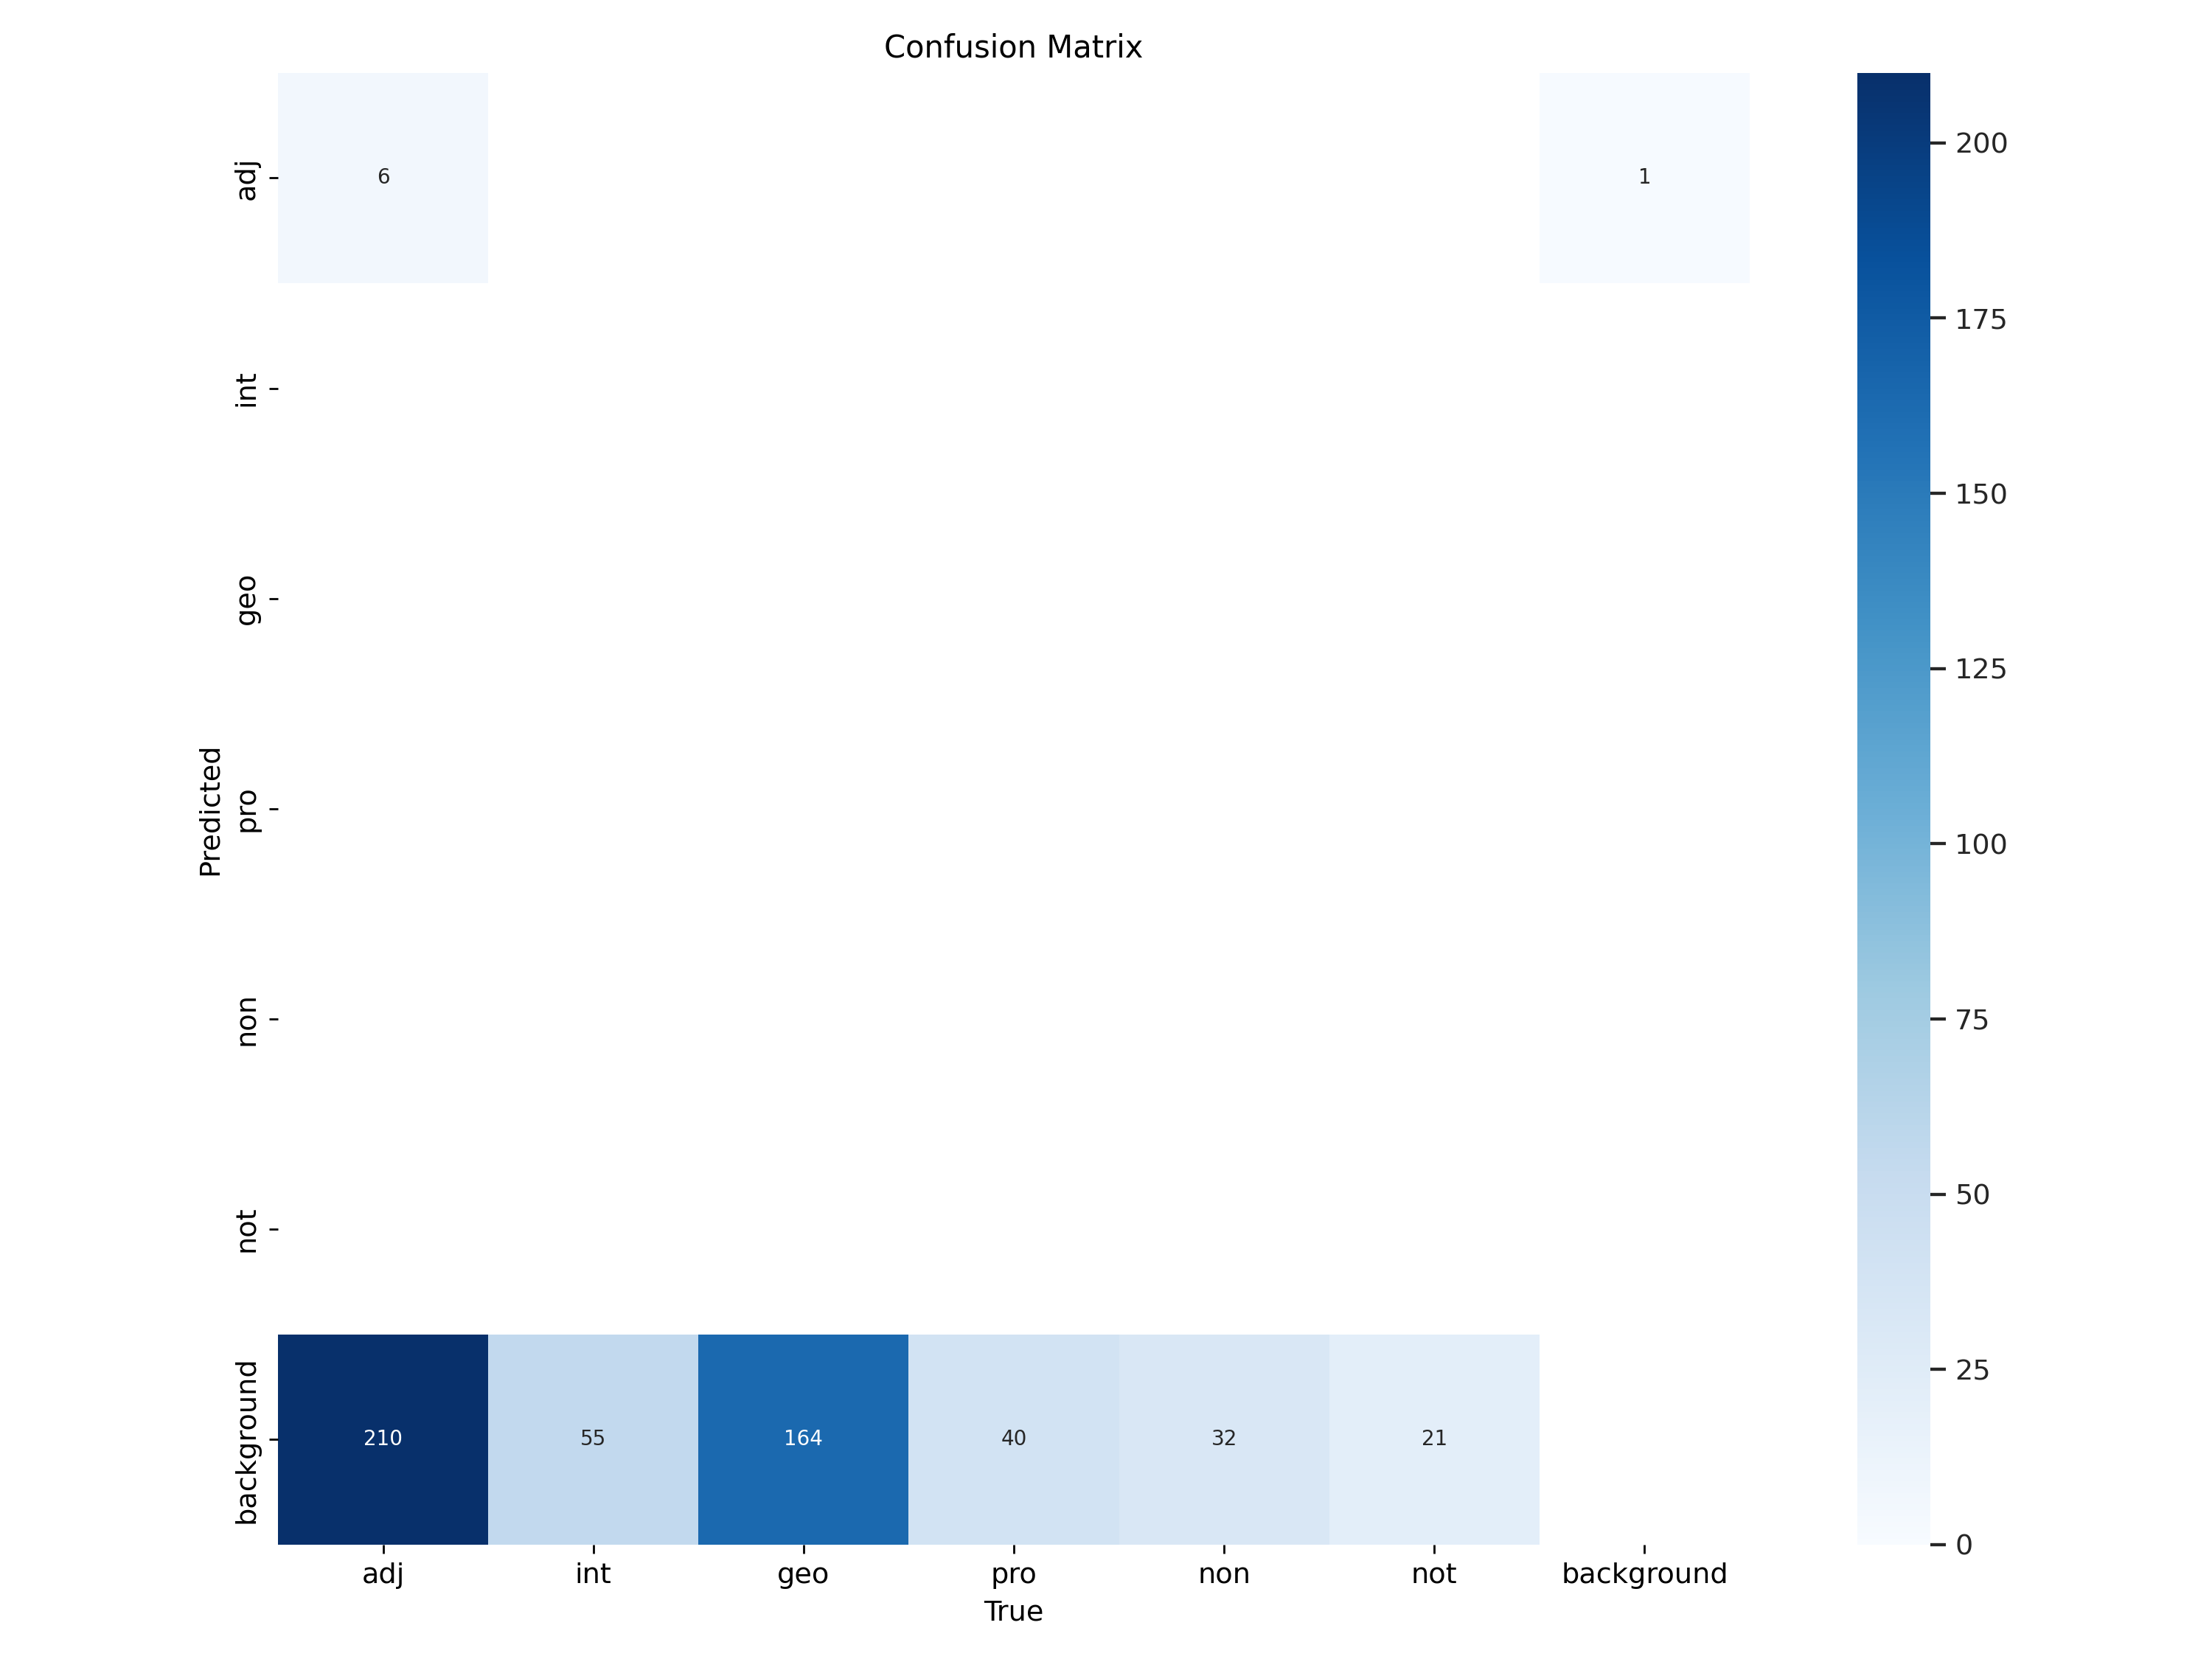 Confusion Matrix
adj 6 1
int
geo
pro
non
not
background 210 55 164 40 32 21
Predicted
adj int geo pro non not background
True
200
175
150
125
100
75
50
25
0